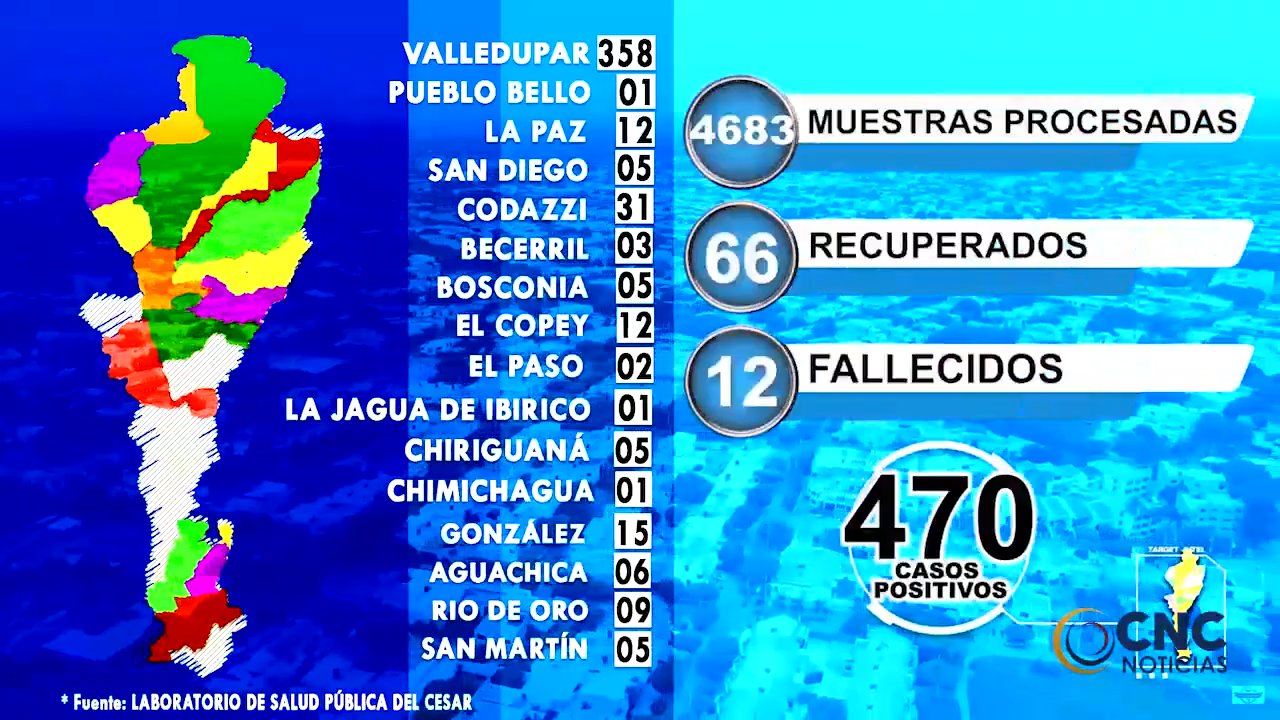 VALLEDUPAR 358
PUEBLO BELLO 01
LA PAZ 12
SAN DIEGO 05
CODAZZI 31
BECERRIL 03
BOSCONIA 05
EL COPEY 12
EL PASO 02
LA JAGUA DE IBIRICO 01
CHIRIGUANÁ 05
CHIMICHAGUA 01
GONZÁLEZ 15
AGUACHICA 06
RIO DE ORO 09
SAN MARTÍN 05
* Fuente: LABORATORIO DE SALUD PÚBLICA DEL CESAR
4683 MUESTRAS PROCESADAS
66 RECUPERADOS
12 FALLECIDOS
470
CASOS
POSITIVOS
TARGET
CNC
NOTICIAS